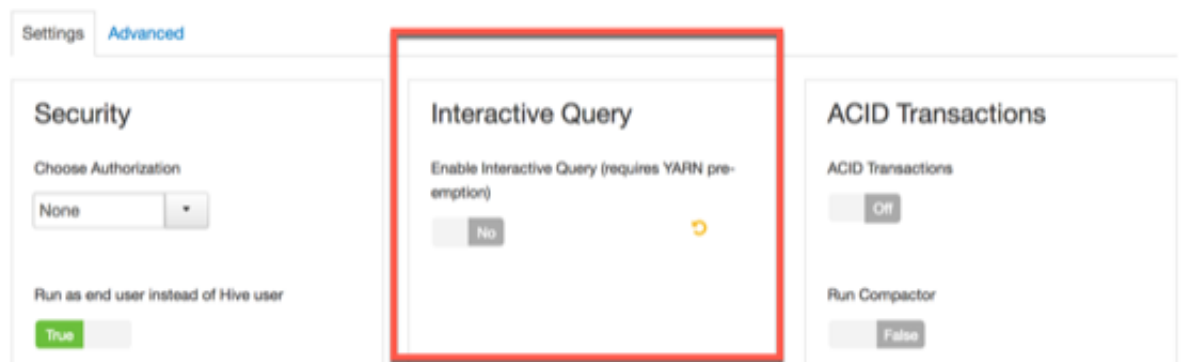 Settings
Advanced
Security
Choose Authorization
None
Run as end user instead of Hive user
True
Interactive Query
Enable Interactive Query (requires YARN pre-
emption)
No
ACID Transactions
ACID Transactions
Off
Run Compactor
False